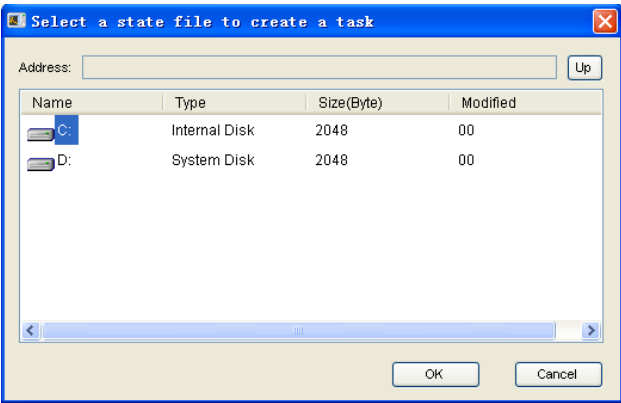 Select a state file to create a task
Address: Up
Name Type Size(Byte) Modified
C: Internal Disk 2048 00
D: System Disk 2048 00
OK Cancel